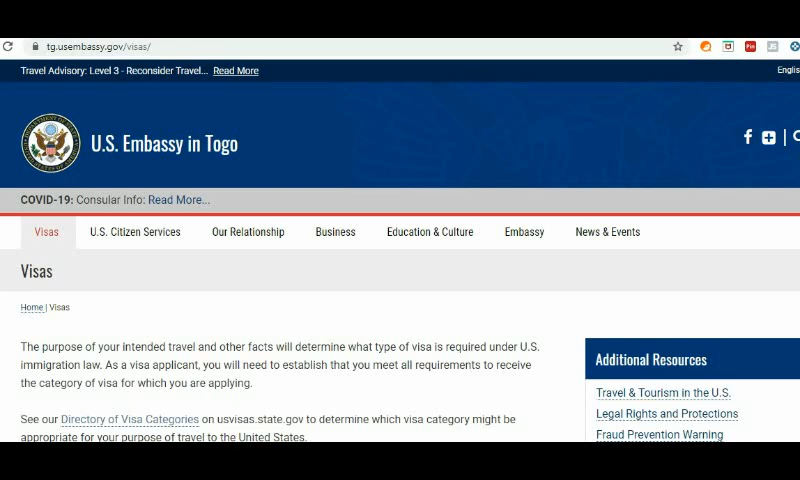 tg.usembassy.gov/visas/
Travel Advisory: Level 3 - Reconsider Travel... Read More
U.S. Embassy in Togo
COVID-19: Consular Info: Read More...
Visas U.S. Citizen Services Our Relationship Business Education & Culture Embassy News & Events
Visas
Home | Visas
The purpose of your intended travel and other facts will determine what type of visa is required under U.S.
immigration law. As a visa applicant, you will need to establish that you meet all requirements to receive
the category of visa for which you are applying.
See our Directory of Visa Categories on usvisas.state.gov to determine which visa category might be
appropriate for your purpose of travel to the United States.
Additional Resources
Travel & Tourism in the U.S.
Legal Rights and Protections
Fraud Prevention Warning